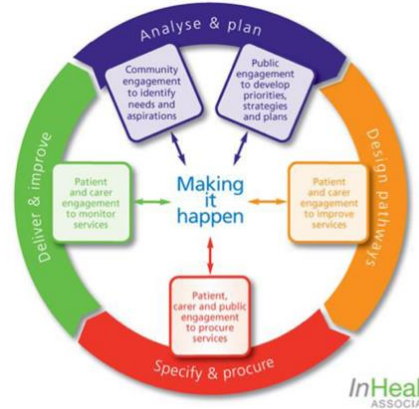 Analyse & plan
Community
engagement
to identify
needs and
aspirations
Public
engagement
to develop
priorities,
strategies
and plans
Deliver & improve
Patient
and carer
engagement
to monitor
services
Making
it
happen
Patient
and carer
engagement
to improve
services
Design pathways
Patient,
carer and public
engagement
to procure
services
Specify & procure
InHeal
ASSOCIA